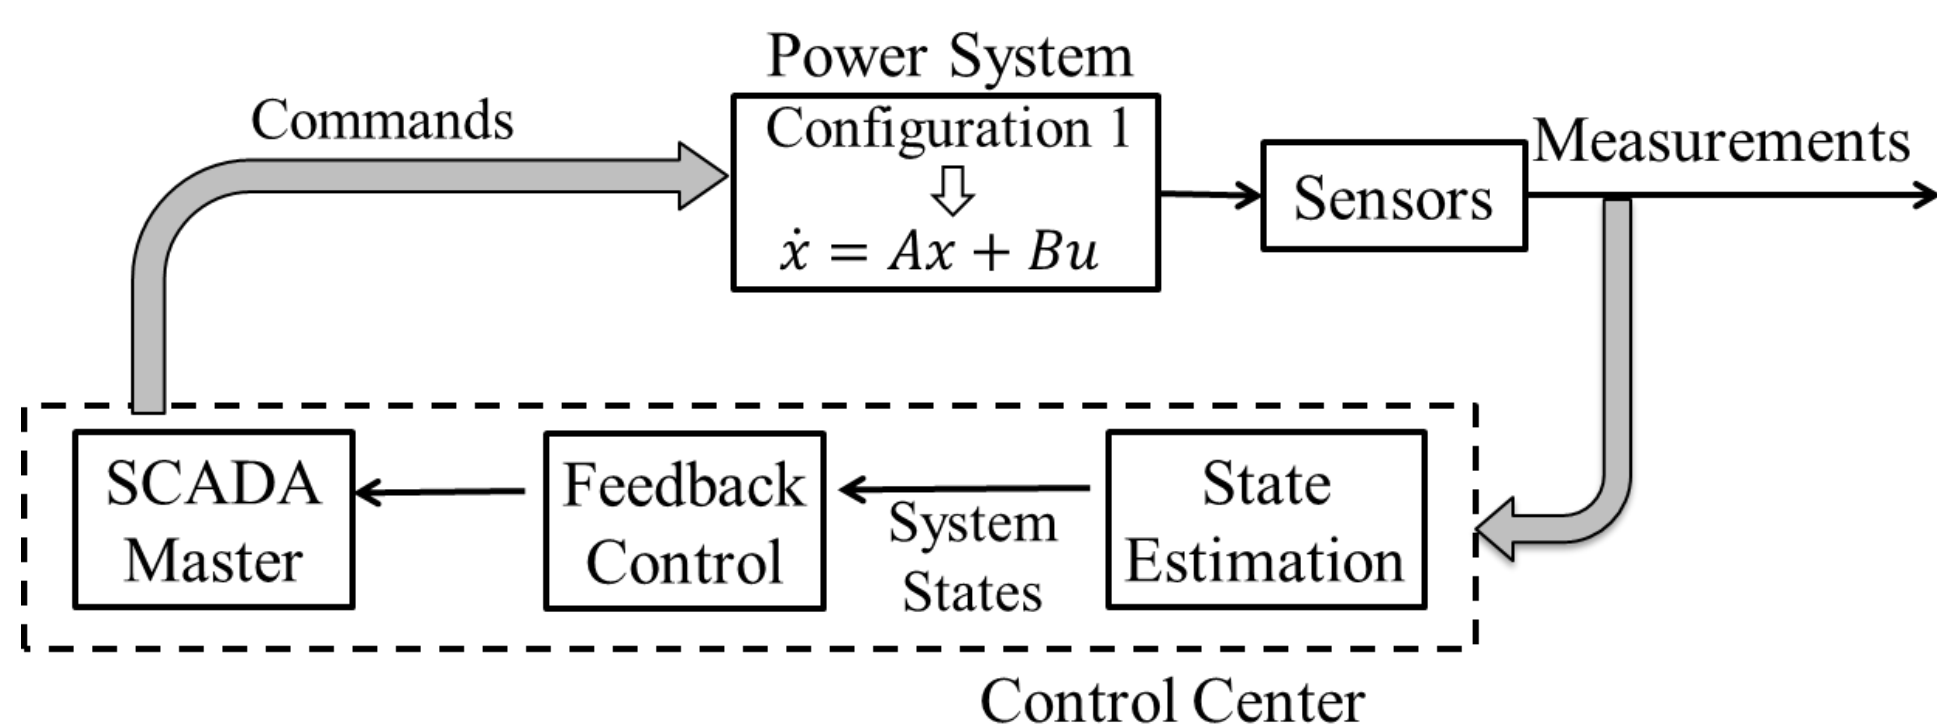 Power System
Commands
Configuration 1
ẋ = Ax + Bu
Sensors
Measurements
SCADA
Master
Feedback
Control
System
States
State
Estimation
Control Center